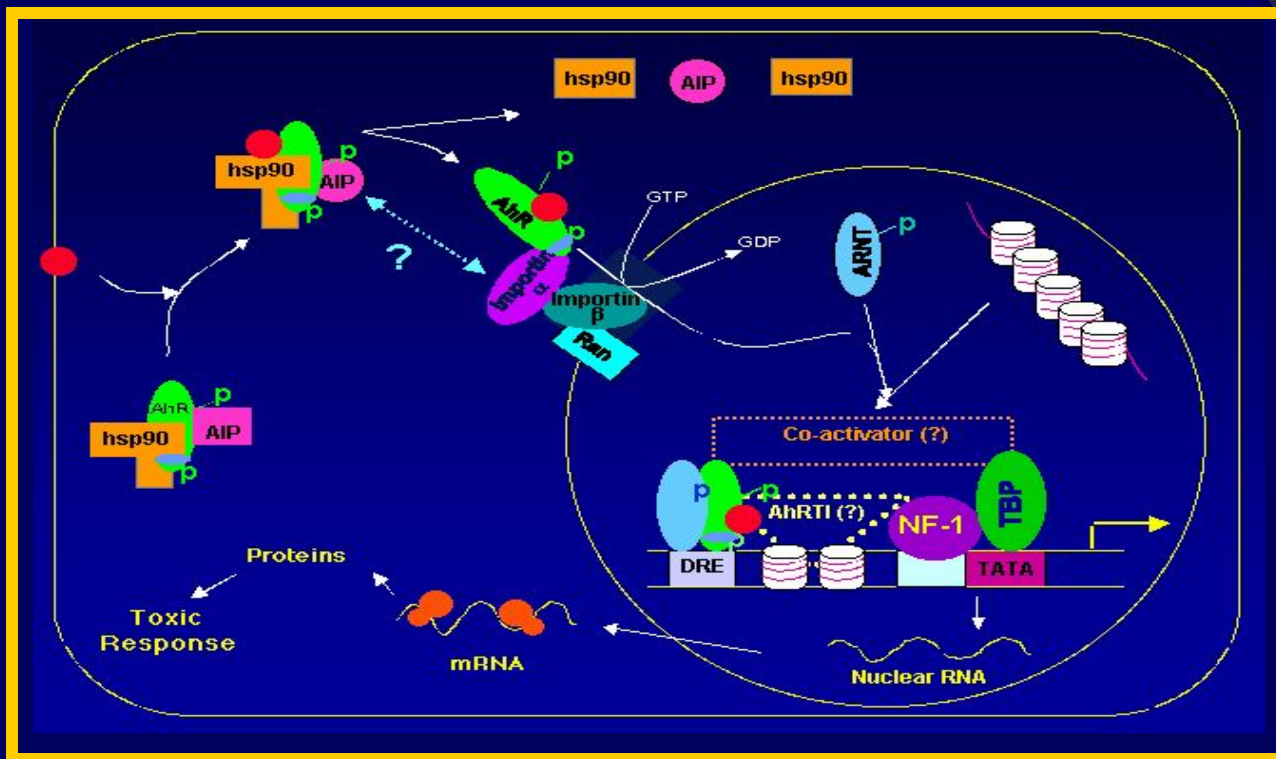 hsp90
AIP
hsp90
hsp90
AIP
p
p
?
AhR
p
p
Importin
α
Importin
β
Ran
GTP
GDP
ARNT
p
AhR
p
hsp90
AIP
p
Co-activator (?)
p
p
p
AhRTI (?)
NF-1
TBP
DRE
TATA
Proteins
Toxic
Response
mRNA
Nuclear RNA